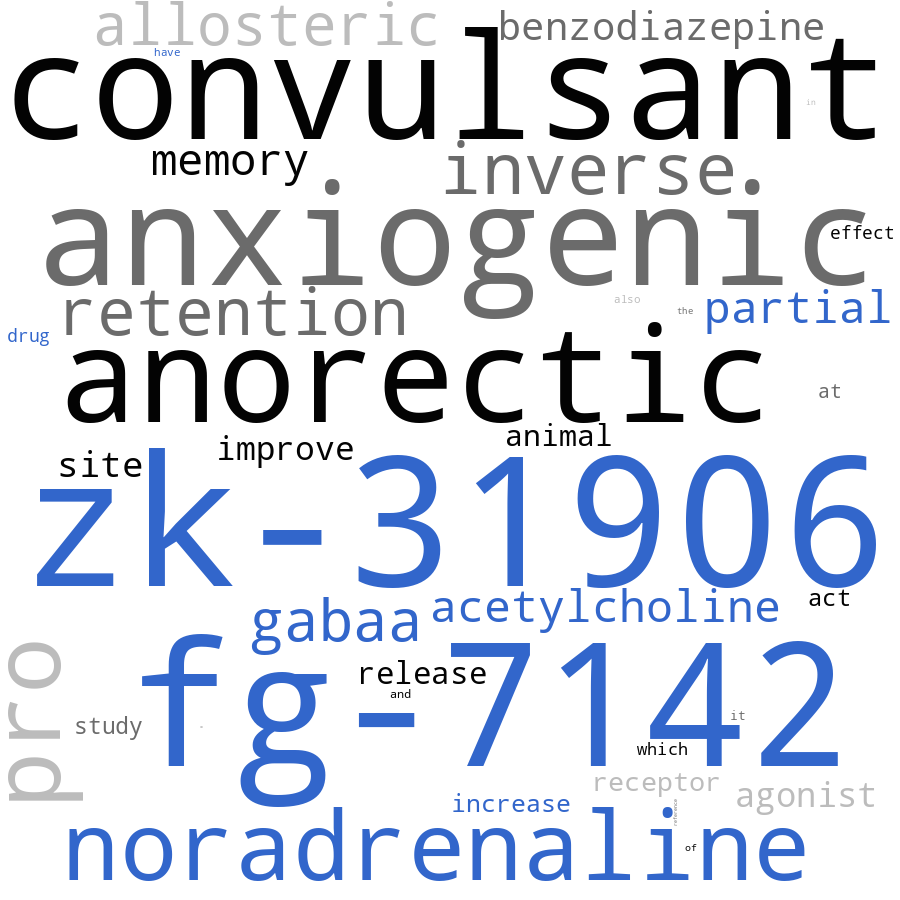 allosteric
benzodiazepine
have
convulsant
in
memory
inverse
anxiogenic
effect
retention
also
the
partial
drug
anorectic
at
improve
animal
site
zk-31906
gabaa
acetylcholine
act
pro
fg-7142
release
and
study
-
it
which
receptor
agonist
increase
reference
noradrenaline
of